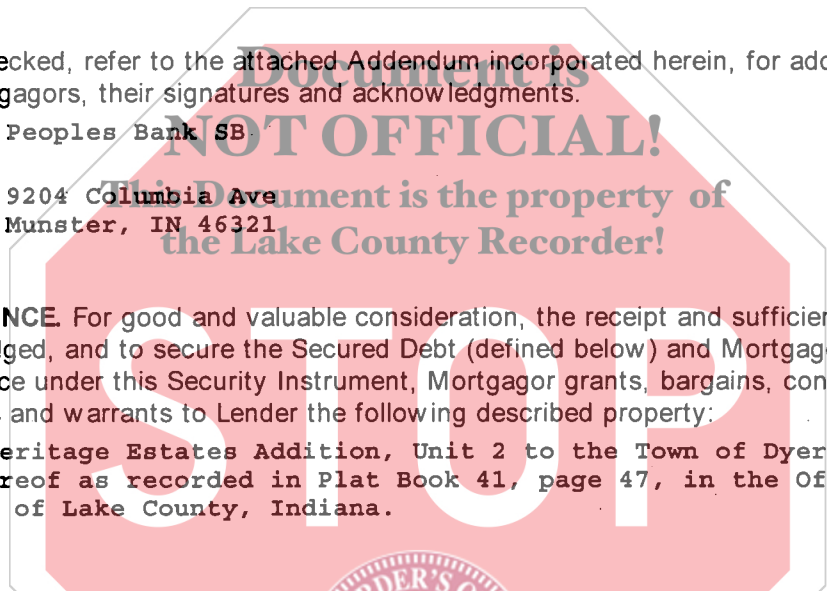 ecked, refer to the attached Addendum incorporated herein, for add
gagors, their signatures and acknowledgments.
Document is
NOT OFFICIAL!
This Document is the property of
the Lake County Recorder!
Peoples Bank SB
9204 Columbia Ave
Munster, IN 46321
NCE. For good and valuable consideration, the receipt and sufficien
ged, and to secure the Secured Debt (defined below) and Mortgag
ce under this Security Instrument, Mortgagor grants, bargains, con
and warrants to Lender the following described property:
eritage Estates Addition, Unit 2 to the Town of Dyer
reof as recorded in Plat Book 41, page 47, in the Of
of Lake County, Indiana.
STOP
RDER'S O